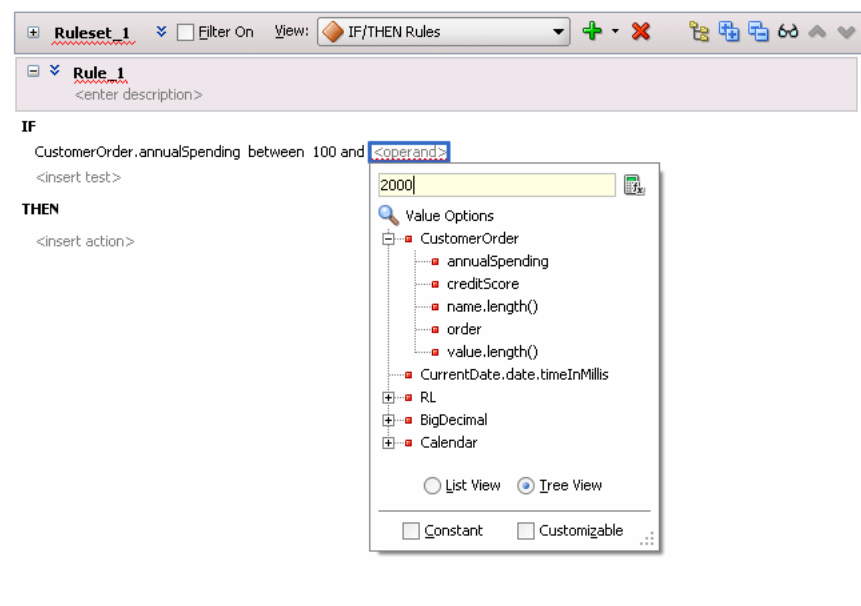 Ruleset_1 Filter On View: IF/THEN Rules
Rule_1
<enter description>
IF
CustomerOrder.annualSpending between 100 and <operand>
<insert test>
2000
THEN
Value Options
<insert action>
CustomerOrder
annualSpending
creditScore
name.length()
order
value.length()
CurrentDate.date.timeInMillis
RL
BigDecimal
Calendar
List View Tree View
Constant Customizable